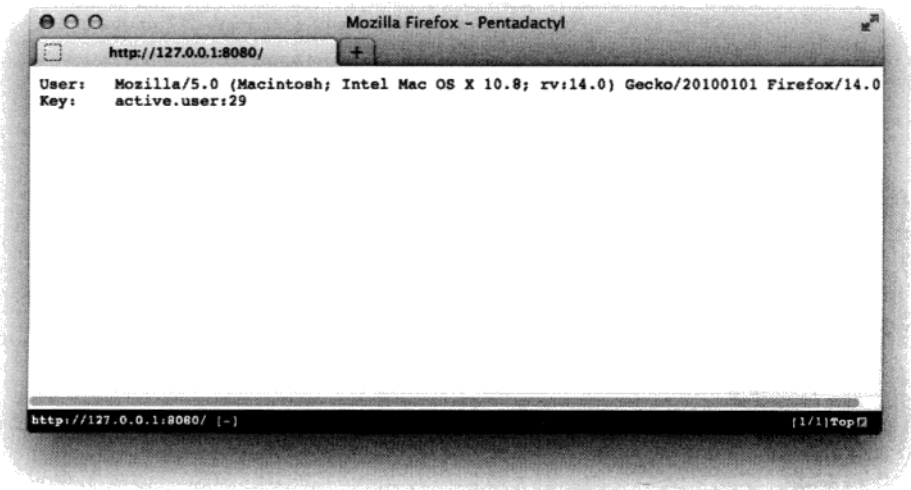 Mozilla Firefox – Pentadactyl
http://127.0.0.1:8080/ +
User: Mozilla/5.0 (Macintosh; Intel Mac OS X 10.8; rv:14.0) Gecko/20100101 Firefox/14.0
Key: active.user:29
http://127.0.0.1:8080/ [-] [1/1]Top